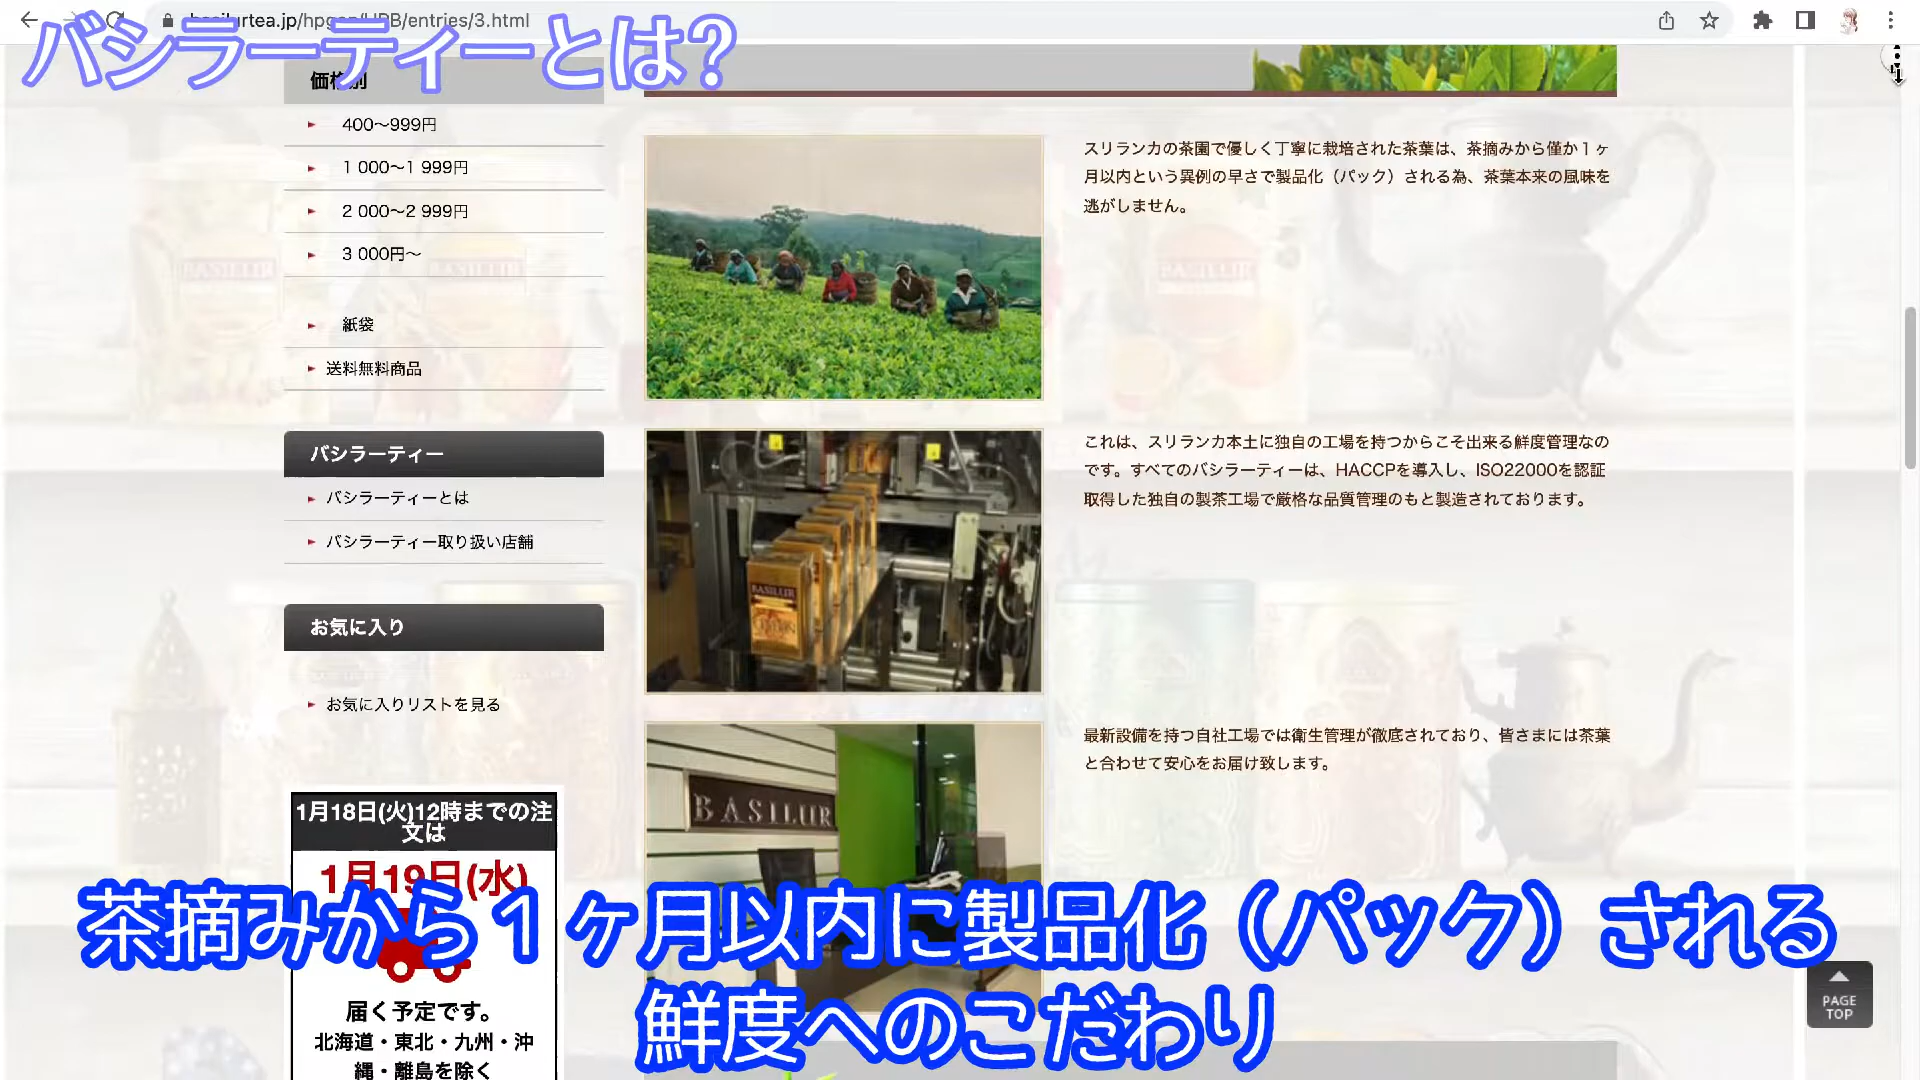 basilurtea.jp/hpgen/HPB/entries/3.html
バシラーティーとは?
価格別
400〜999円
1 000〜1 999円
2 000〜2 999円
3 000円〜
紙袋
送料無料商品
バシラーティー
バシラーティーとは
バシラーティー取り扱い店舗
お気に入り
お気に入りリストを見る
1月18日(火)12時までの注
文は
1月19日(水)
届く予定です。
北海道・東北・九州・沖
縄・離島を除く
スリランカの茶園で優しく丁寧に栽培された茶葉は、茶摘みから僅か１ヶ
月以内という異例の早さで製品化（パック）される為、茶葉本来の風味を
逃がしません。
これは、スリランカ本土に独自の工場を持つからこそ出来る鮮度管理なの
です。すべてのバシラーティーは、HACCPを導入し、ISO22000を認証
取得した独自の製茶工場で厳格な品質管理のもと製造されております。
BASILUR
最新設備を持つ自社工場では衛生管理が徹底されており、皆さまには茶葉
と合わせて安心をお届け致します。
BASILUR
茶摘みから１ヶ月以内に製品化（パック）される
鮮度へのこだわり
PAGE
TOP